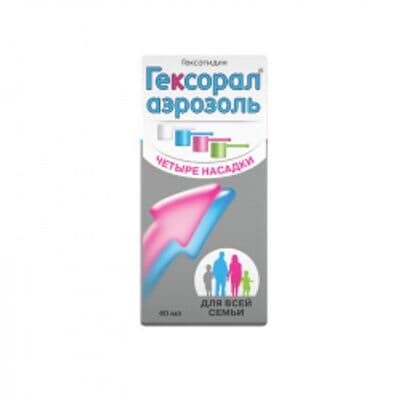 Гексэтидин
Гексорал®
аэрозоль
ЧЕТЫРЕ НАСАДКИ
ДЛЯ ВСЕЙ
СЕМЬИ
40 мл